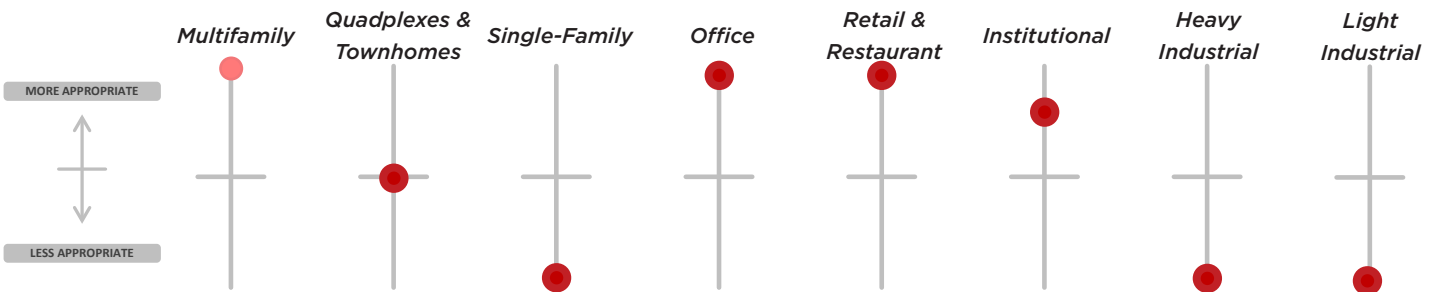 Multifamily
Quadplexes &
Townhomes
Single-Family
Office
Retail &
Restaurant
Institutional
Heavy
Industrial
Light
Industrial
MORE APPROPRIATE
LESS APPROPRIATE